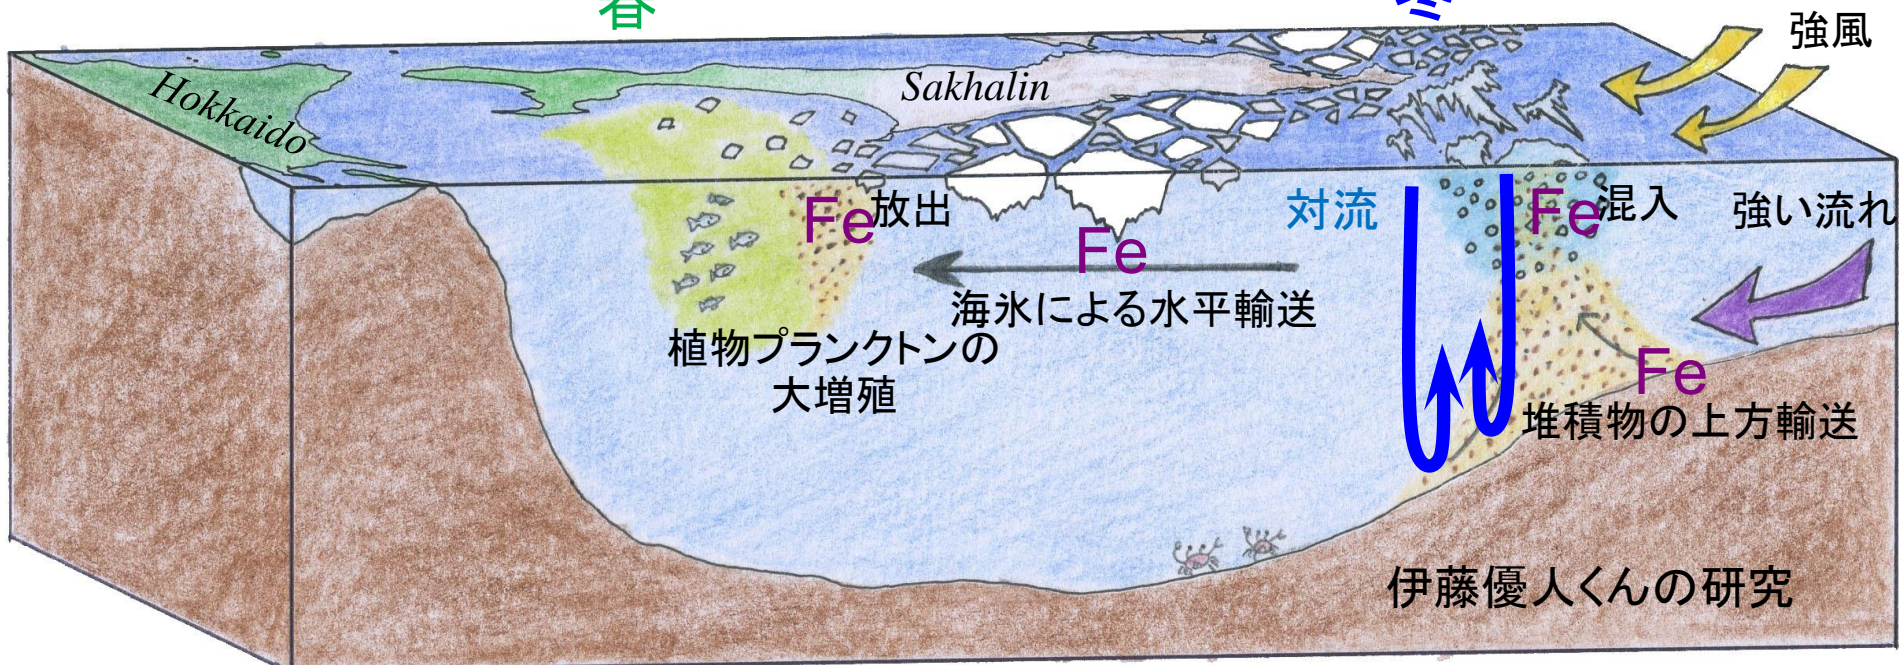 春
冬
強風
Hokkaido
Sakhalin
Fe放出
対流
Fe混入
強い流れ
Fe
海氷による水平輸送
植物プランクトンの
大増殖
Fe
堆積物の上方輸送
伊藤優人くんの研究